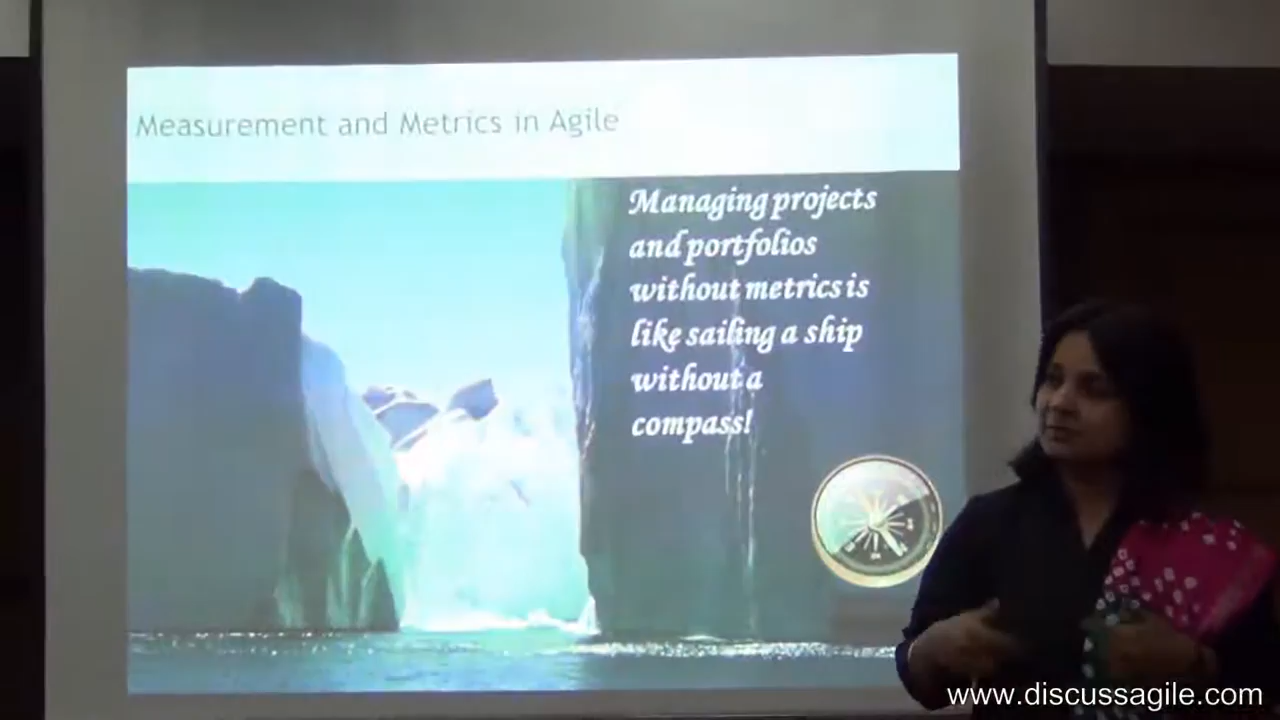 Measurement and Metrics in Agile
Managing projects
and portfolios
without metrics is
like sailing a ship
without a
compass!
www.discussagile.com